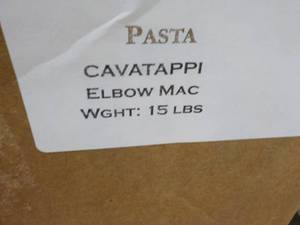 PASTA
CAVATAPPI
ELBOW MAC
WGHT: 15 LBS